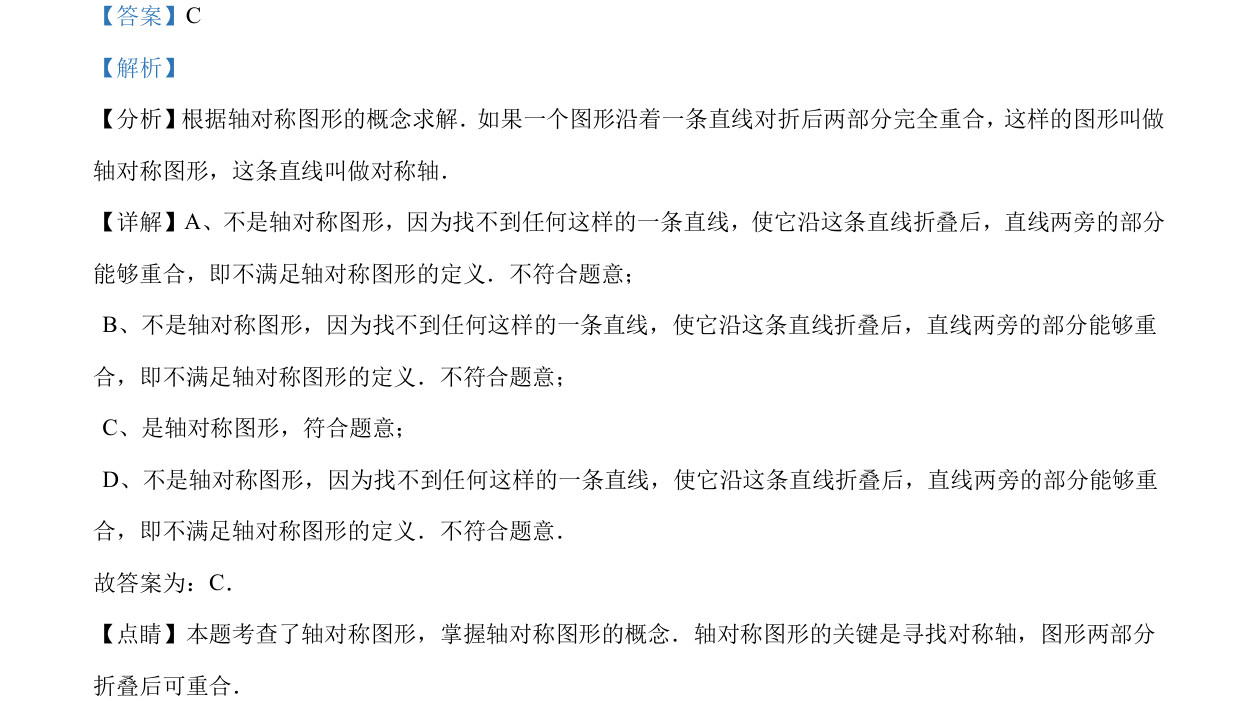 【答案】C
【解析】
【分析】根据轴对称图形的概念求解．如果一个图形沿着一条直线对折后两部分完全重合，这样的图形叫做
轴对称图形，这条直线叫做对称轴．
【详解】A、不是轴对称图形，因为找不到任何这样的一条直线，使它沿这条直线折叠后，直线两旁的部分
能够重合，即不满足轴对称图形的定义．不符合题意；
B、不是轴对称图形，因为找不到任何这样的一条直线，使它沿这条直线折叠后，直线两旁的部分能够重
合，即不满足轴对称图形的定义．不符合题意；
C、是轴对称图形，符合题意；
D、不是轴对称图形，因为找不到任何这样的一条直线，使它沿这条直线折叠后，直线两旁的部分能够重
合，即不满足轴对称图形的定义．不符合题意．
故答案为：C．
【点睛】本题考查了轴对称图形，掌握轴对称图形的概念．轴对称图形的关键是寻找对称轴，图形两部分
折叠后可重合．